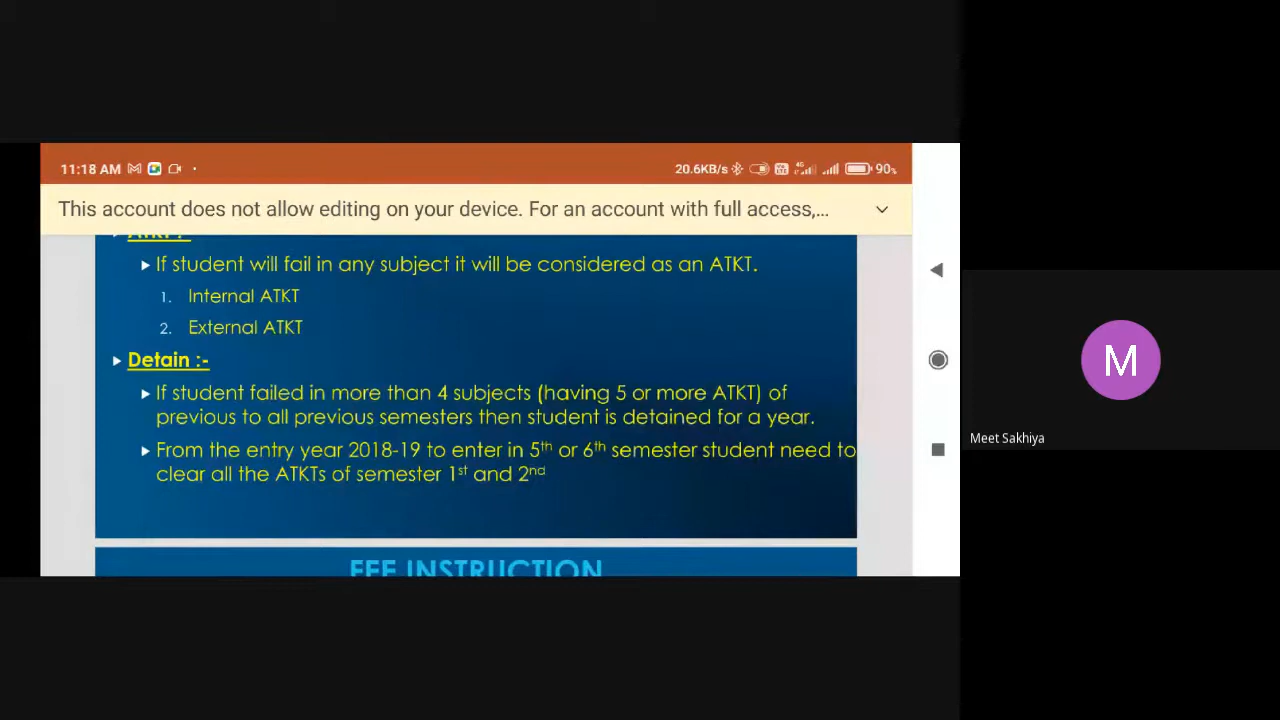 11:18 AM
20.6KB/s 4G 90%
This account does not allow editing on your device. For an account with full access,...
ATKT :-
If student will fail in any subject it will be considered as an ATKT.
1. Internal ATKT
2. External ATKT
Detain :-
If student failed in more than 4 subjects (having 5 or more ATKT) of
previous to all previous semesters then student is detained for a year.
From the entry year 2018-19 to enter in 5th or 6th semester student need to
clear all the ATKTs of semester 1st and 2nd
FEE INSTRUCTION
M
Meet Sakhiya